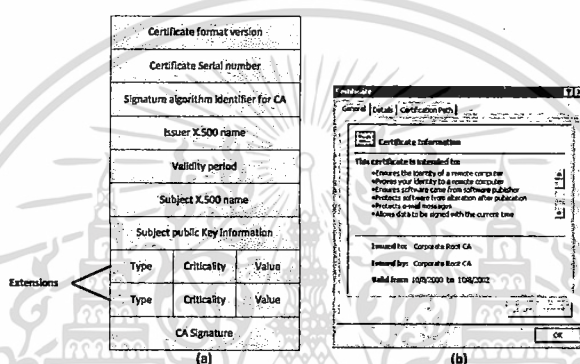 Certificate format version
Certificate Serial number
Signature algorithm identifier for CA
Issuer X.500 name
Validity period
Subject X.500 name
Subject public Key Information
Extensions
Type Criticality Value
Type Criticality Value
CA Signature
(a)
Certificate
General Details Certification Path
Certificate Information
This certificate is intended to:
•Ensures the identity of a remote computer
•Proves your identity to a remote computer
•Ensures software came from software publisher
•Protects software from alteration after publication
•Protects e-mail messages
•Allows data to be signed with the current time
Issued to: Corporate Root CA
Issued by: Corporate Root CA
Valid from 10/8/2000 to 10/8/2002
OK
(b)